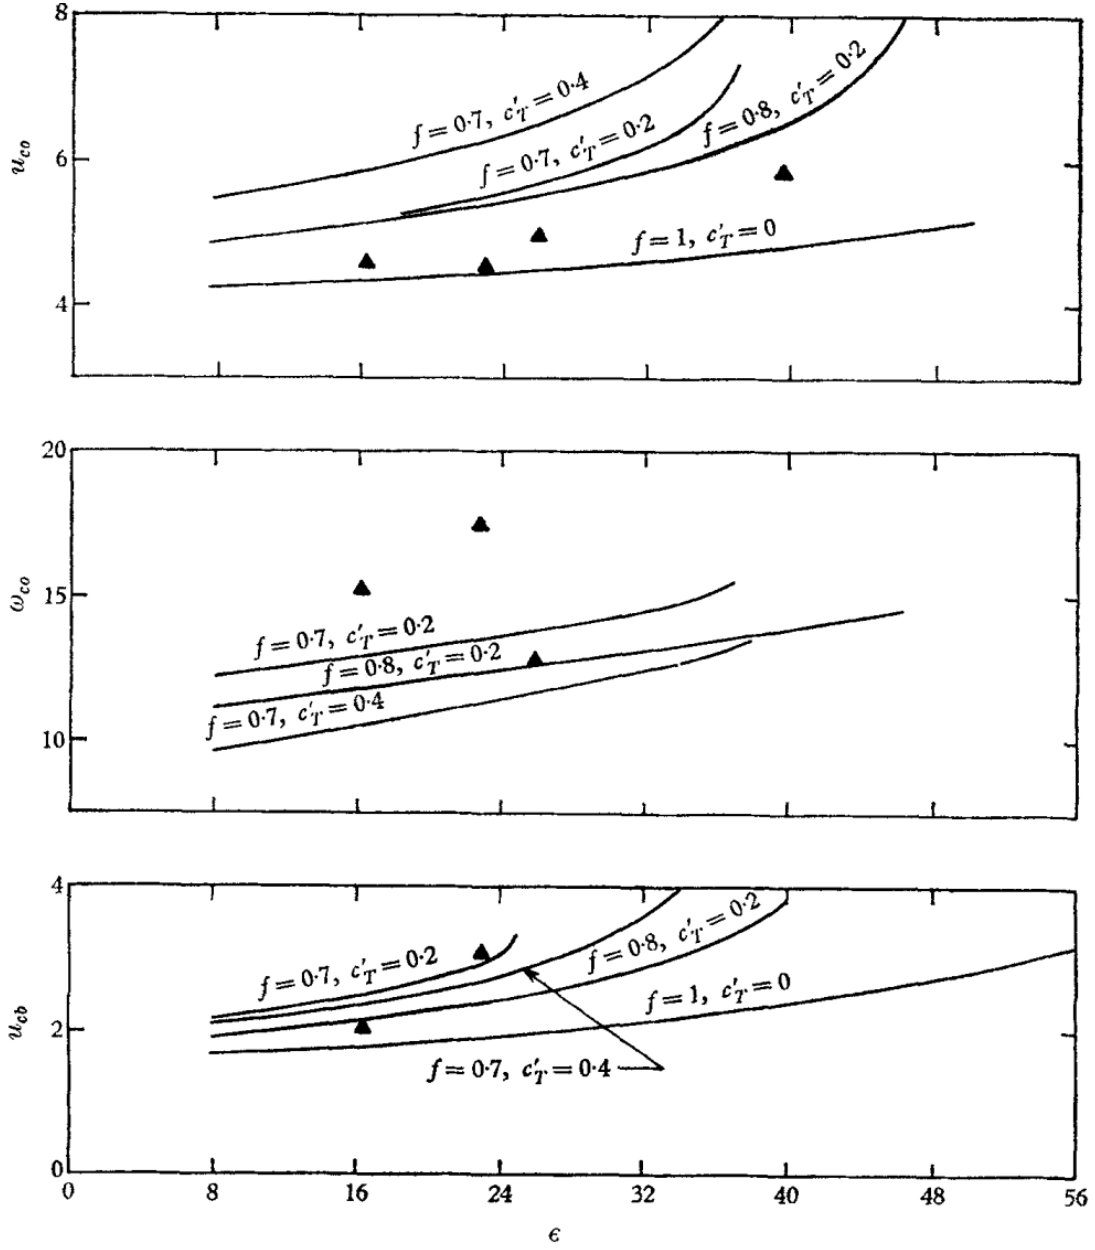 8
6
4
u_co
f = 0·7, c'_T = 0·4
f = 0·7, c'_T = 0·2
f = 0·8, c'_T = 0·2
f = 1, c'_T = 0
20
15
10
ω_co
f = 0·7, c'_T = 0·2
f = 0·8, c'_T = 0·2
f = 0·7, c'_T = 0·4
4
2
0
u_cb
f = 0·7, c'_T = 0·2
f = 0·8, c'_T = 0·2
f = 1, c'_T = 0
f = 0·7, c'_T = 0·4
0 8 16 24 32 40 48 56
ϵ